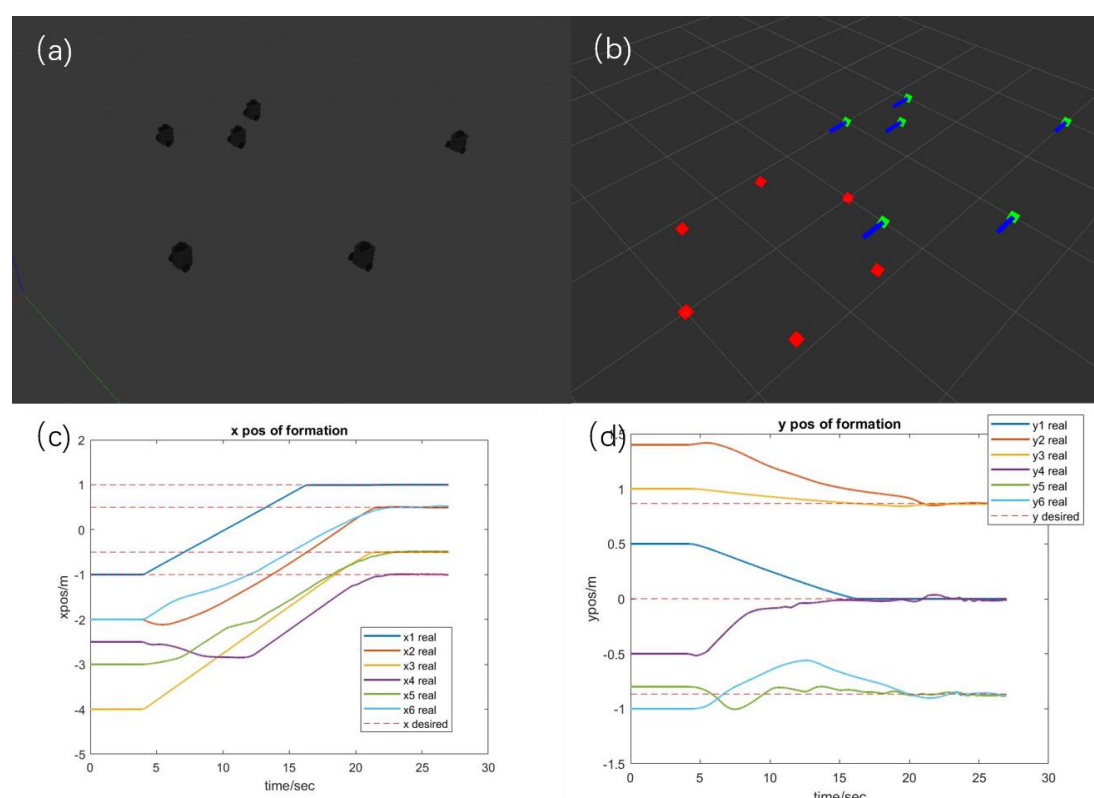 (a)
(b)
(c)
x pos of formation
xpos/m
2
1
0
-1
-2
-3
-4
-5
x1 real
x2 real
x3 real
x4 real
x5 real
x6 real
x desired
0 5 10 15 20 25 30
time/sec
(d)
y pos of formation
ypos/m
1
0.5
0
-0.5
-1
-1.5
y1 real
y2 real
y3 real
y4 real
y5 real
y6 real
y desired
0 5 10 15 20 25 30
time/sec